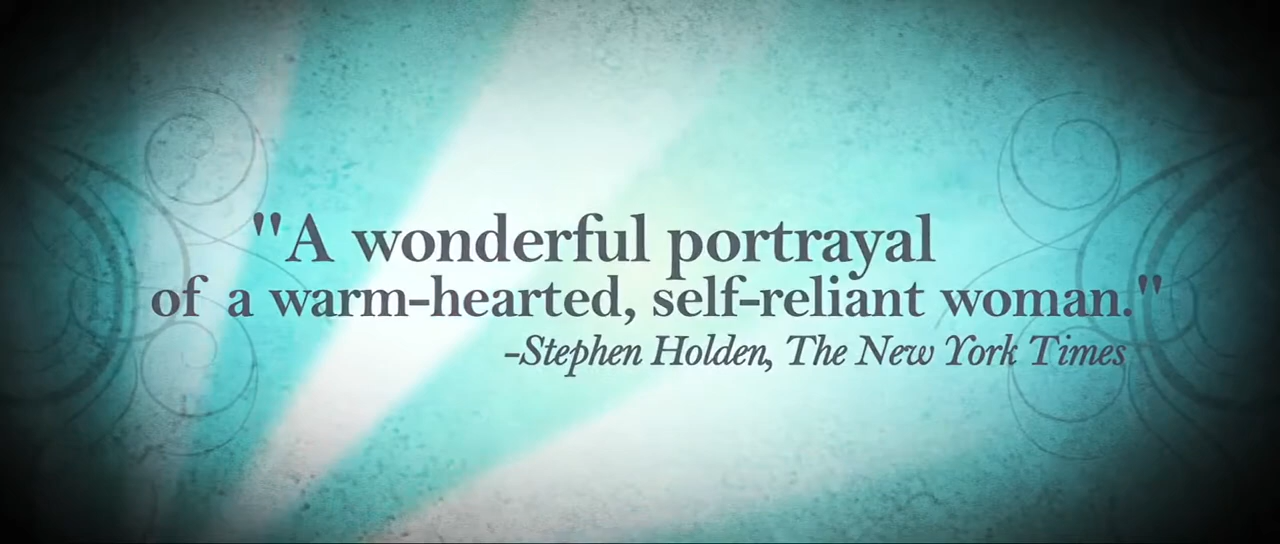 "A wonderful portrayal
of a warm-hearted, self-reliant woman."
-Stephen Holden, The New York Times